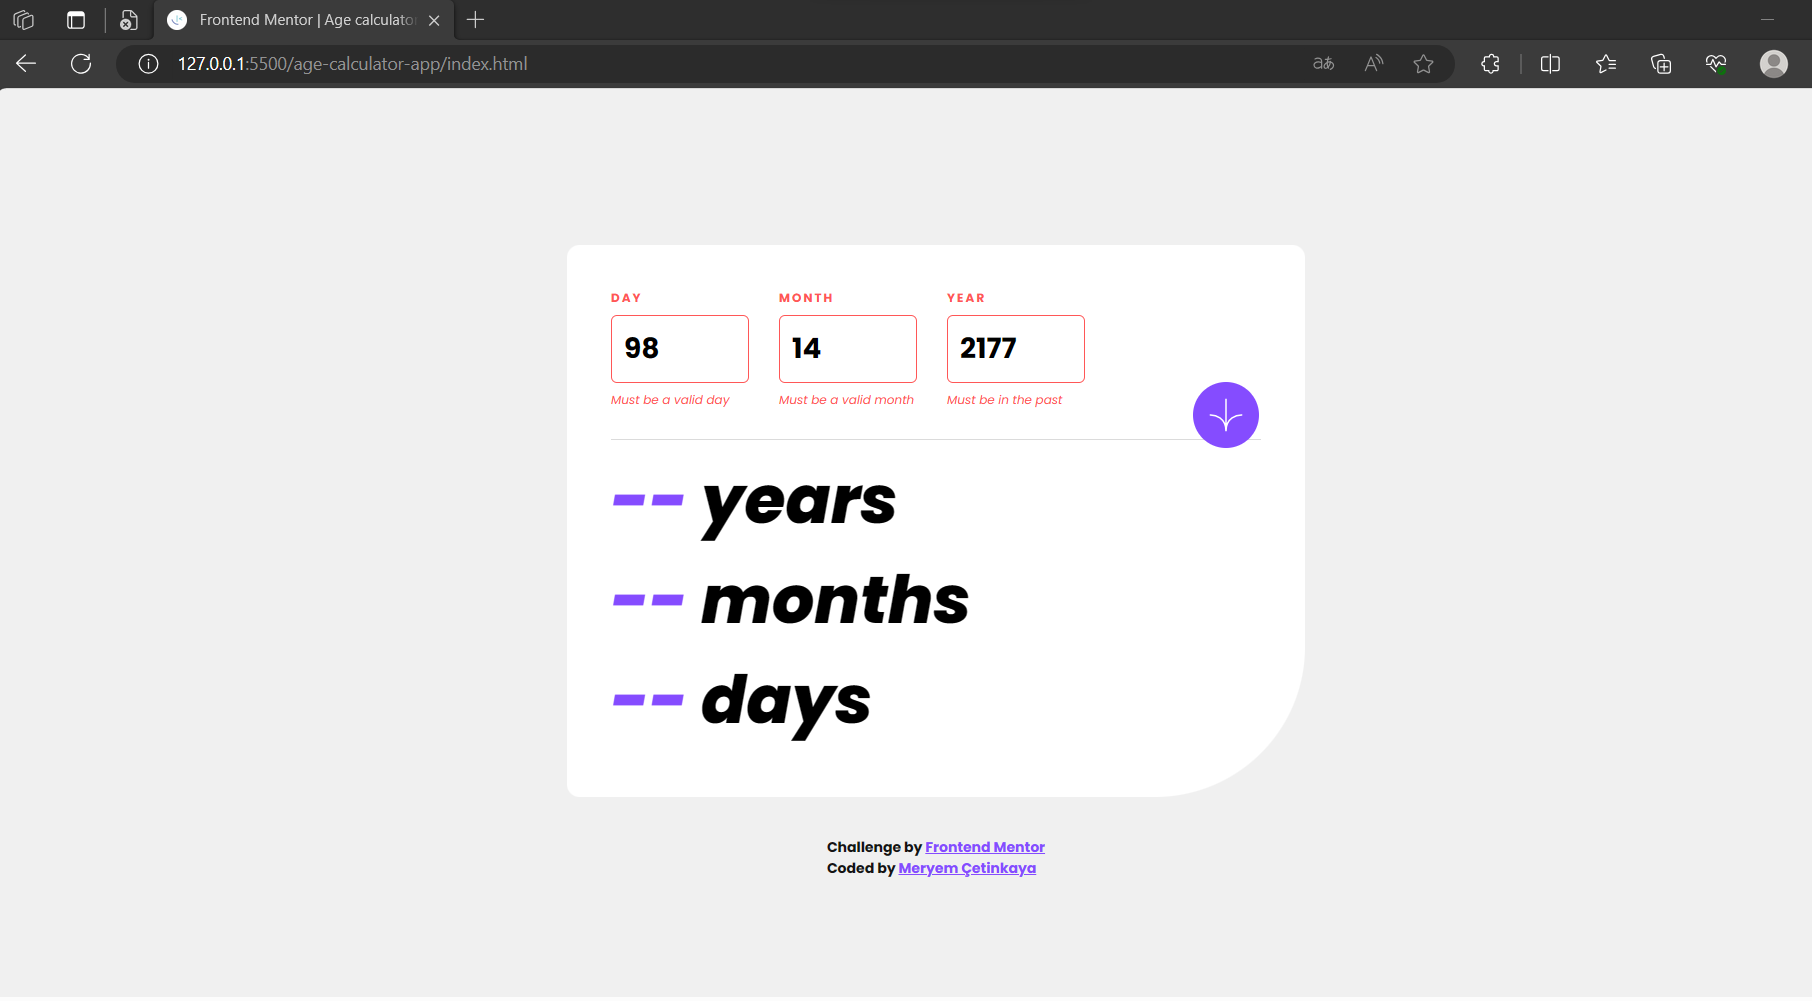 Frontend Mentor | Age calculator
127.0.0.1:5500/age-calculator-app/index.html
DAY MONTH YEAR
98 14 2177
Must be a valid day Must be a valid month Must be in the past
-- years
-- months
-- days
Challenge by Frontend Mentor
Coded by Meryem Çetinkaya